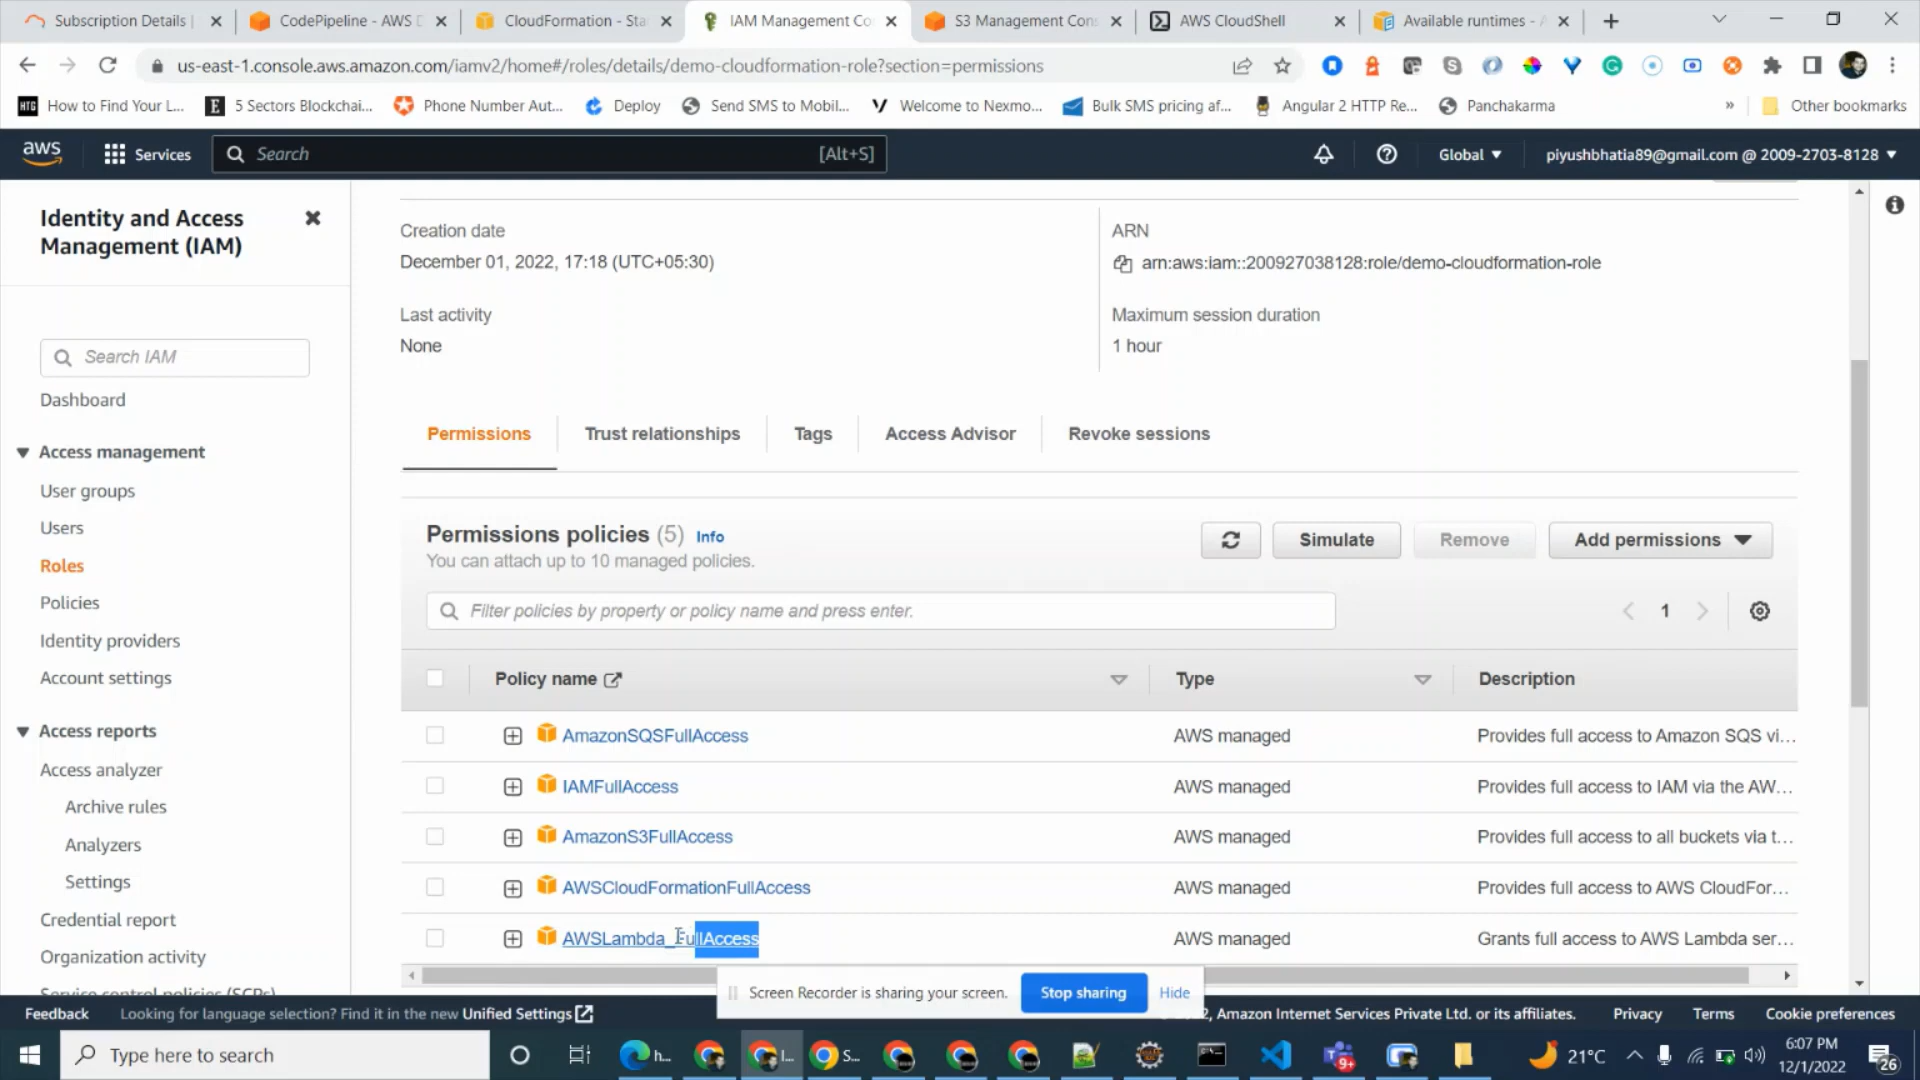 Subscription Details |
CodePipeline - AWS D
CloudFormation - Sta
IAM Management Co
S3 Management Cons
AWS CloudShell
Available runtimes - A
us-east-1.console.aws.amazon.com/iamv2/home#/roles/details/demo-cloudformation-role?section=permissions
HTG How to Find Your L...
E 5 Sectors Blockchai...
Phone Number Aut...
Deploy
Send SMS to Mobil...
Welcome to Nexmo...
Bulk SMS pricing af...
Angular 2 HTTP Re...
Panchakarma
»
Other bookmarks
aws
Services
Search
[Alt+S]
Global
piyushbhatia89@gmail.com @ 2009-2703-8128
Identity and Access
Management (IAM)
Search IAM
Dashboard
Access management
User groups
Users
Roles
Policies
Identity providers
Account settings
Access reports
Access analyzer
Archive rules
Analyzers
Settings
Credential report
Organization activity
Service control policies (SCPs)
Creation date
December 01, 2022, 17:18 (UTC+05:30)
ARN
arn:aws:iam::200927038128:role/demo-cloudformation-role
Last activity
None
Maximum session duration
1 hour
Permissions
Trust relationships
Tags
Access Advisor
Revoke sessions
Permissions policies (5) Info
You can attach up to 10 managed policies.
Simulate
Remove
Add permissions
Filter policies by property or policy name and press enter.
1
Policy name
Type
Description
AmazonSQSFullAccess
AWS managed
Provides full access to Amazon SQS vi...
IAMFullAccess
AWS managed
Provides full access to IAM via the AW...
AmazonS3FullAccess
AWS managed
Provides full access to all buckets via t...
AWSCloudFormationFullAccess
AWS managed
Provides full access to AWS CloudFor...
AWSLambda_FullAccess
AWS managed
Grants full access to AWS Lambda ser...
Screen Recorder is sharing your screen.
Stop sharing
Hide
Feedback
Looking for language selection? Find it in the new Unified Settings
2, Amazon Internet Services Private Ltd. or its affiliates.
Privacy
Terms
Cookie preferences
Type here to search
h...
I...
S...
9+
21°C
6:07 PM
12/1/2022
26